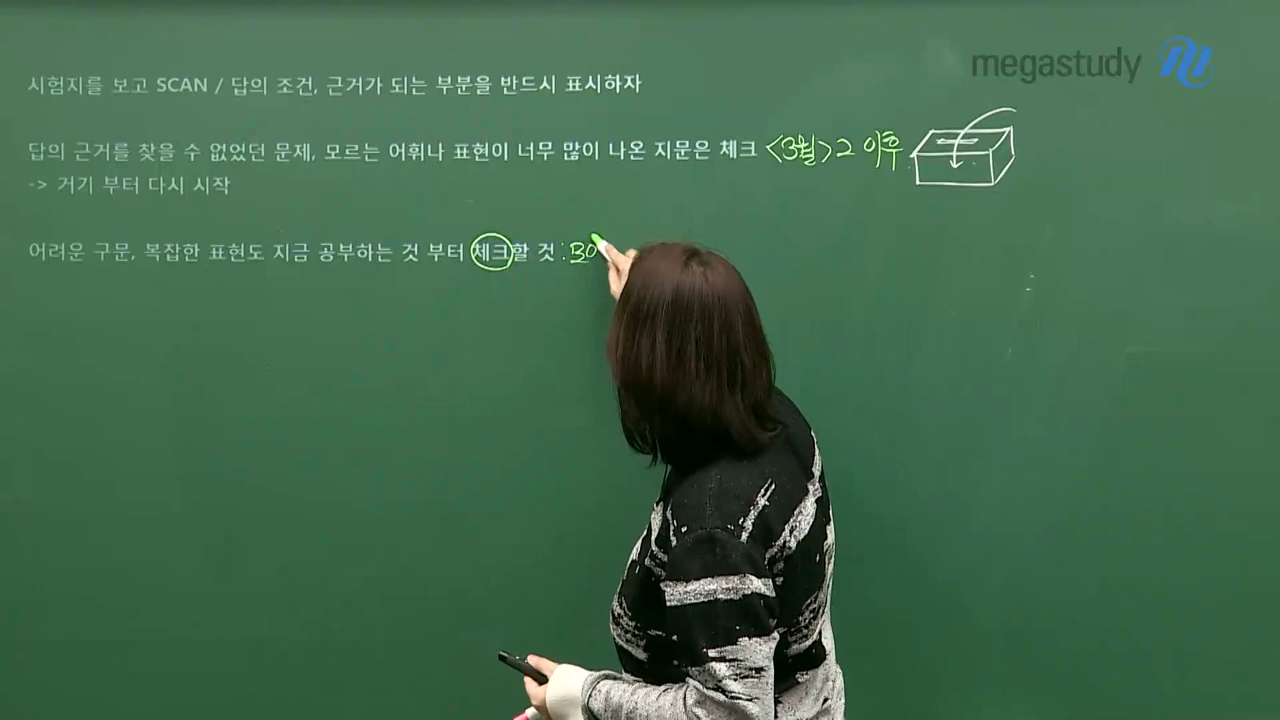 megastudy
시험지를 보고 SCAN / 답의 조건, 근거가 되는 부분을 반드시 표시하자
답의 근거를 찾을 수 없었던 문제, 모르는 어휘나 표현이 너무 많이 나온 지문은 체크 <3월> 2 이후
-> 거기 부터 다시 시작
어려운 구문, 복잡한 표현도 지금 공부하는 것 부터 체크할 것 : 30